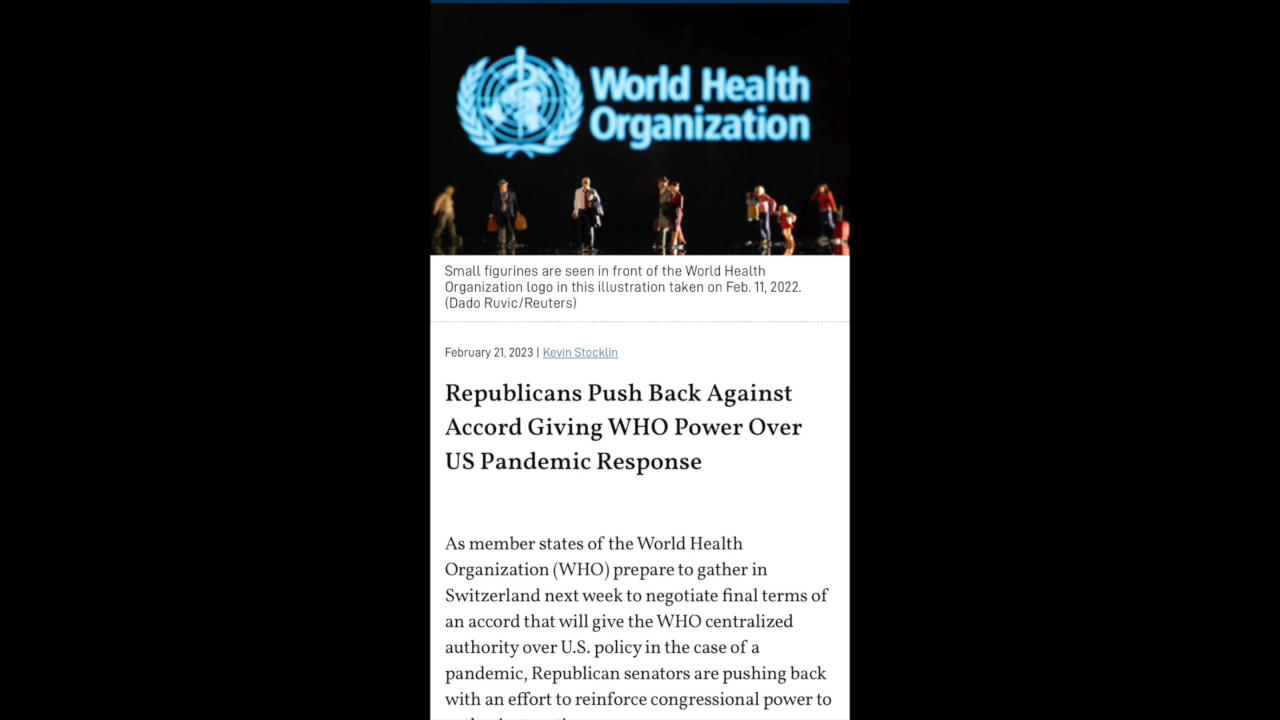 World Health
Organization
Small figurines are seen in front of the World Health
Organization logo in this illustration taken on Feb. 11, 2022.
(Dado Ruvic/Reuters)
February 21, 2023 | Kevin Stocklin
Republicans Push Back Against
Accord Giving WHO Power Over
US Pandemic Response
As member states of the World Health
Organization (WHO) prepare to gather in
Switzerland next week to negotiate final terms of
an accord that will give the WHO centralized
authority over U.S. policy in the case of a
pandemic, Republican senators are pushing back
with an effort to reinforce congressional power to